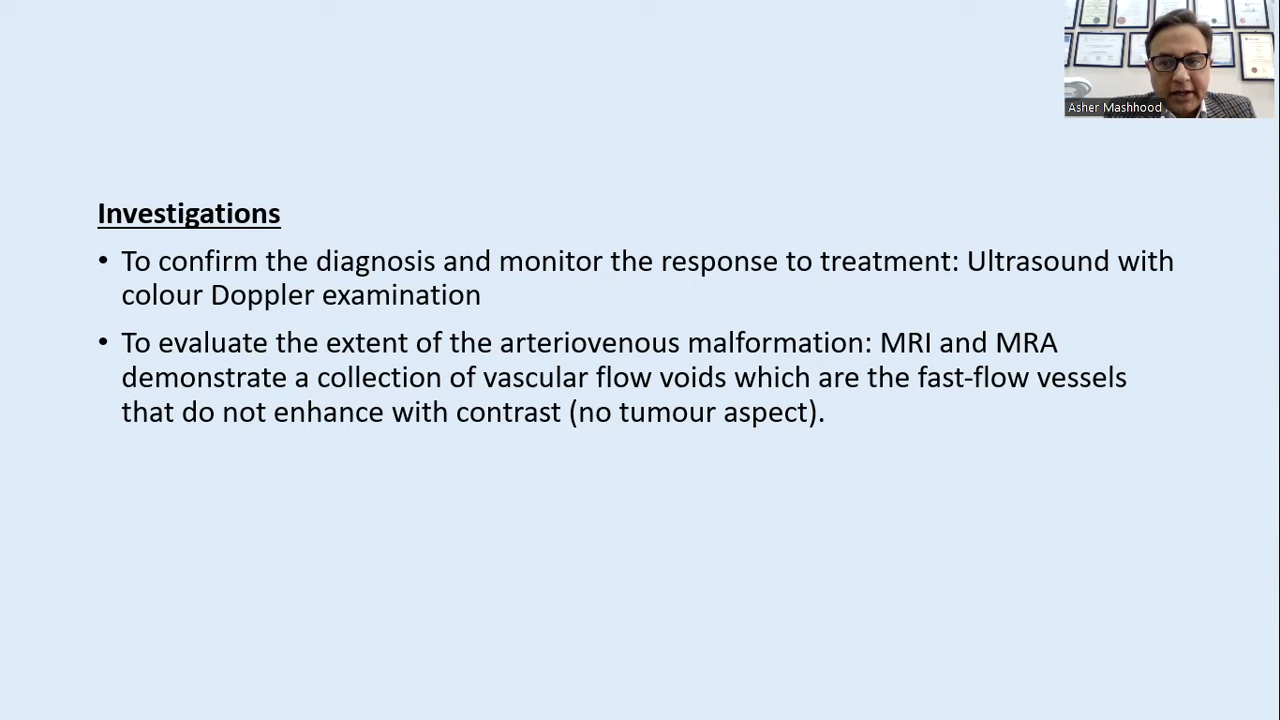 Asher Mashhood
Investigations
• To confirm the diagnosis and monitor the response to treatment: Ultrasound with
colour Doppler examination
• To evaluate the extent of the arteriovenous malformation: MRI and MRA
demonstrate a collection of vascular flow voids which are the fast-flow vessels
that do not enhance with contrast (no tumour aspect).